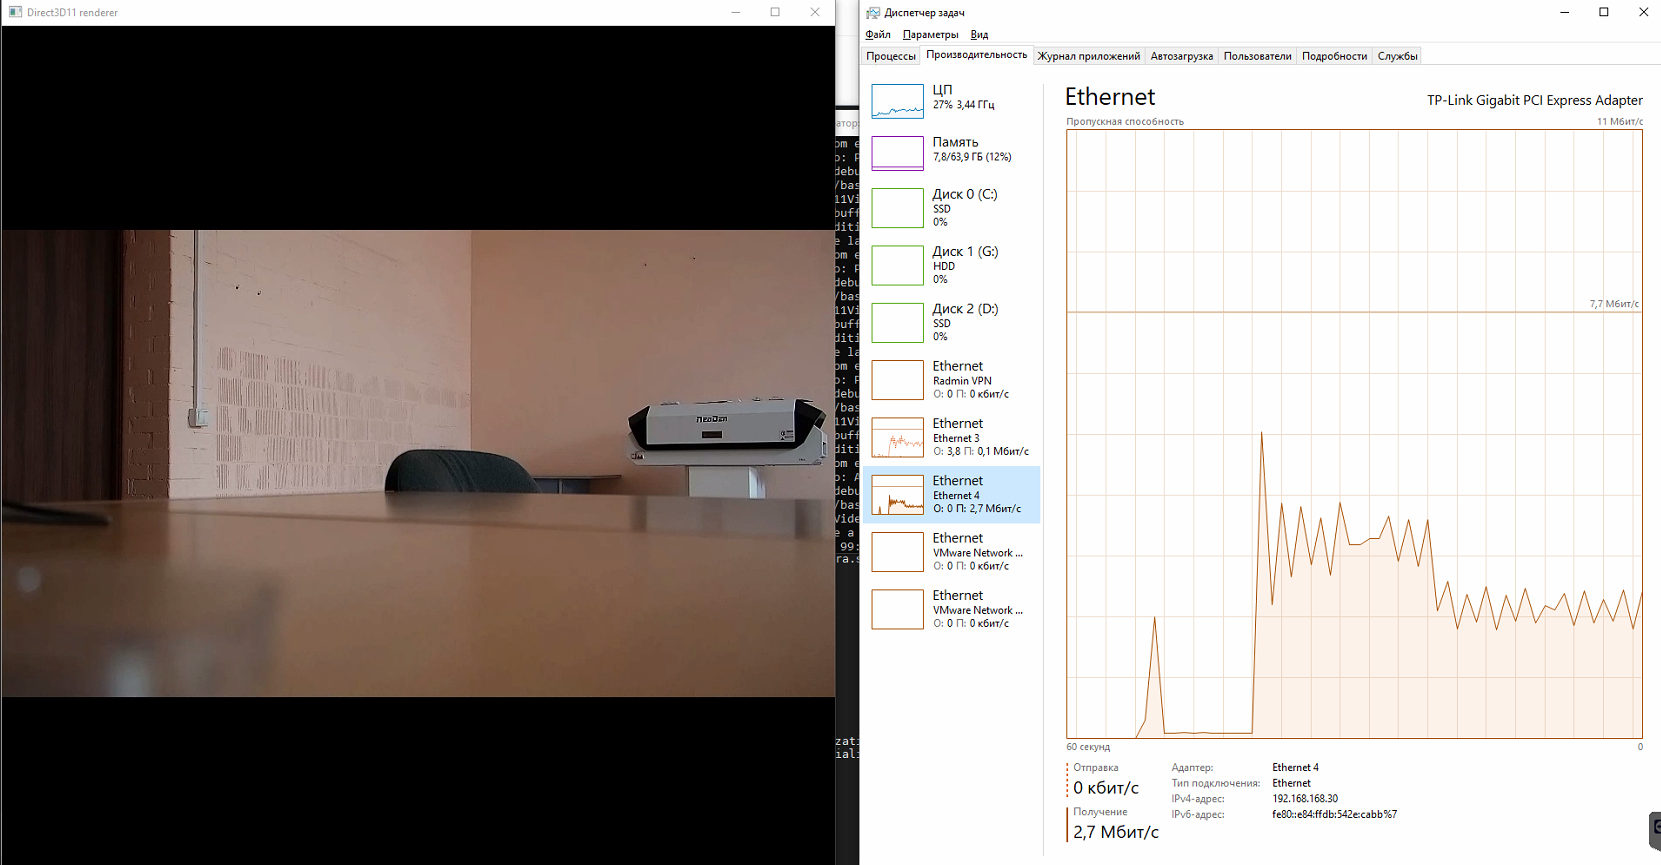 Direct3D11 renderer
NeoDen
Диспетчер задач
Файл Параметры Вид
Процессы Производительность Журнал приложений Автозагрузка Пользователи Подробности Службы
ЦП
27% 3,44 ГГц
Память
7,8/63,9 ГБ (12%)
Диск 0 (C:)
SSD
0%
Диск 1 (G:)
HDD
0%
Диск 2 (D:)
SSD
0%
Ethernet
Radmin VPN
О: 0 П: 0 кбит/с
Ethernet
Ethernet 3
О: 3,8 П: 0,1 Мбит/с
Ethernet
Ethernet 4
О: 0 П: 2,7 Мбит/с
Ethernet
VMware Network ...
О: 0 П: 0 кбит/с
Ethernet
VMware Network ...
О: 0 П: 0 кбит/с
Ethernet
TP-Link Gigabit PCI Express Adapter
Пропускная способность
11 Мбит/с
7,7 Мбит/с
60 секунд
0
Отправка
0 кбит/с
Получение
2,7 Мбит/с
Адаптер: Ethernet 4
Тип подключения: Ethernet
IPv4-адрес: 192.168.168.30
IPv6-адрес: fe80::e84:ffdb:542e:cabb%7